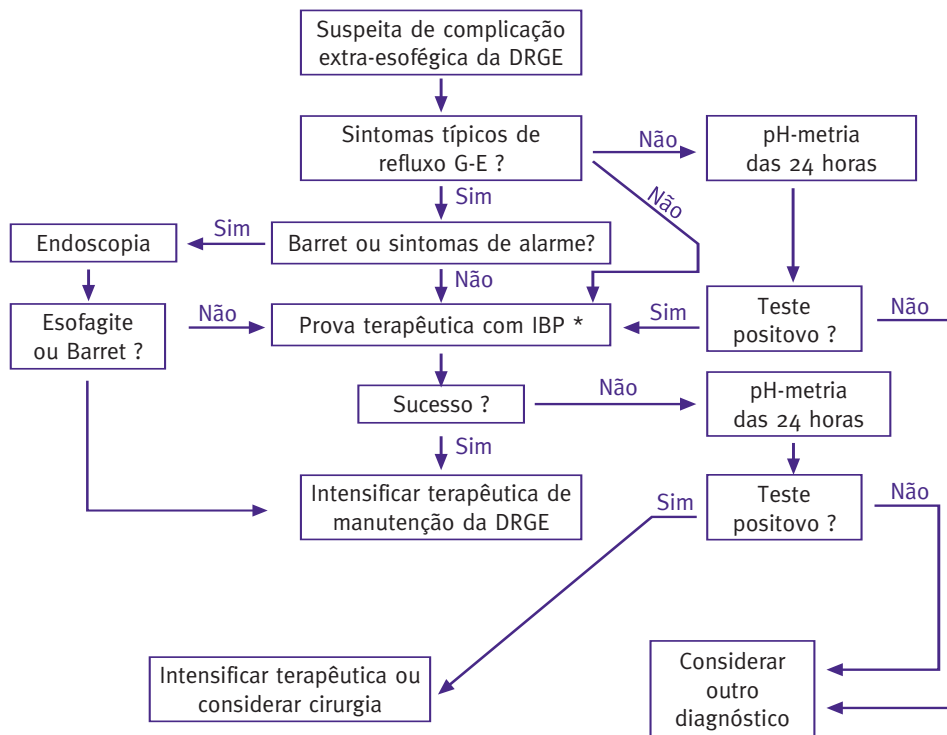 Suspeita de complicação
extra-esofégica da DRGE
Sintomas típicos de
refluxo G-E ?
Não
pH-metria
das 24 horas
Não
Sim
Sim
Endoscopia
Barret ou sintomas de alarme?
Não
Esofagite
ou Barret ?
Não
Prova terapêutica com IBP *
Sim
Teste
positovo ?
Não
Sucesso ?
Não
pH-metria
das 24 horas
Sim
Intensificar terapêutica de
manutenção da DRGE
Sim
Teste
positovo ?
Não
Intensificar terapêutica ou
considerar cirurgia
Considerar
outro
diagnóstico